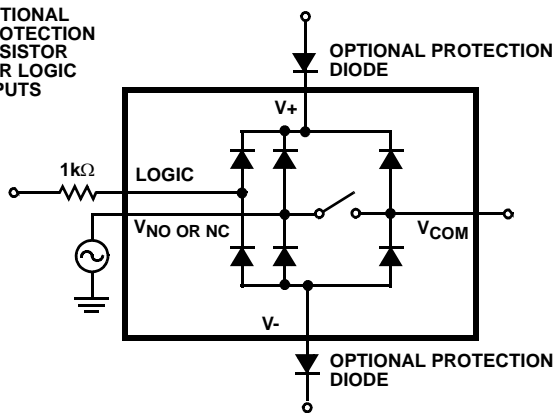 TIONAL
OTECTION
SISTOR
R LOGIC
PUTS
OPTIONAL PROTECTION
DIODE
V+
1kΩ
LOGIC
VNO OR NC
VCOM
V-
OPTIONAL PROTECTION
DIODE